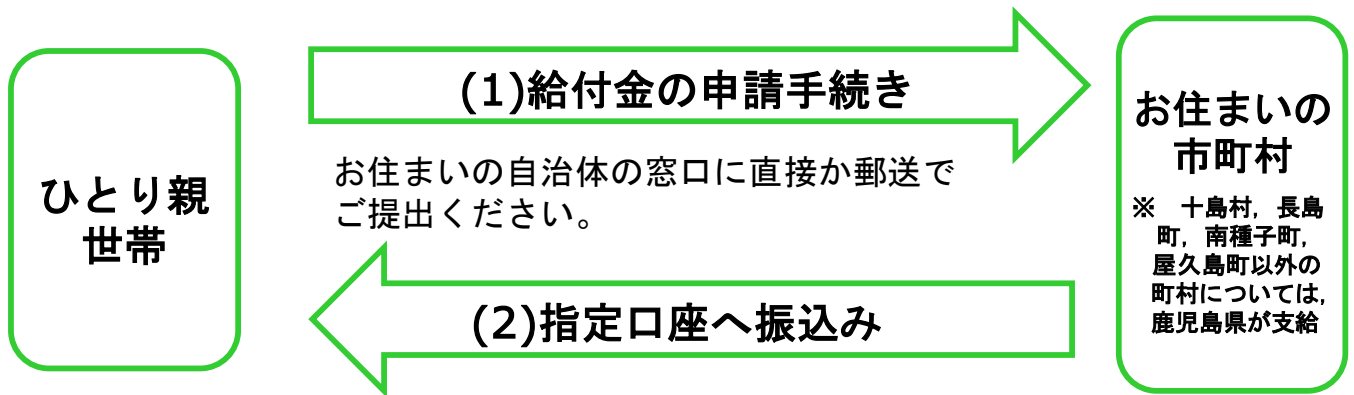 ひとり親
世帯
(1)給付金の申請手続き
お住まいの自治体の窓口に直接か郵送で
ご提出ください。
(2)指定口座へ振込み
お住まいの
市町村
※　十島村，長島
町，南種子町，
屋久島町以外の
町村については，
鹿児島県が支給